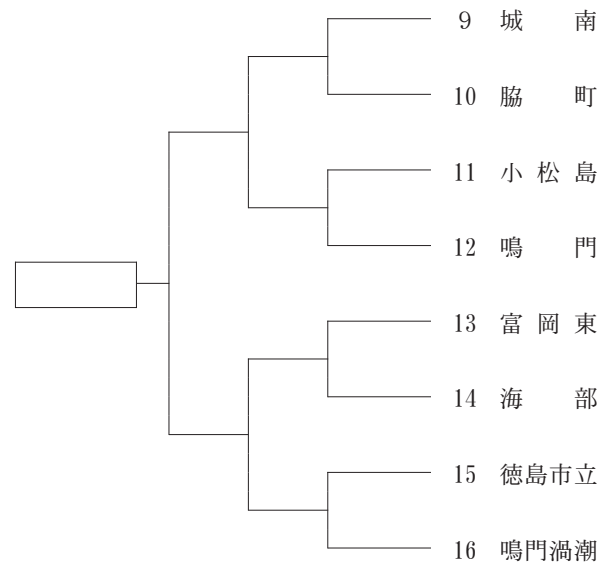 9 城南
10 脇町
11 小松島
12 鳴門
13 富岡東
14 海部
15 徳島市立
16 鳴門渦潮